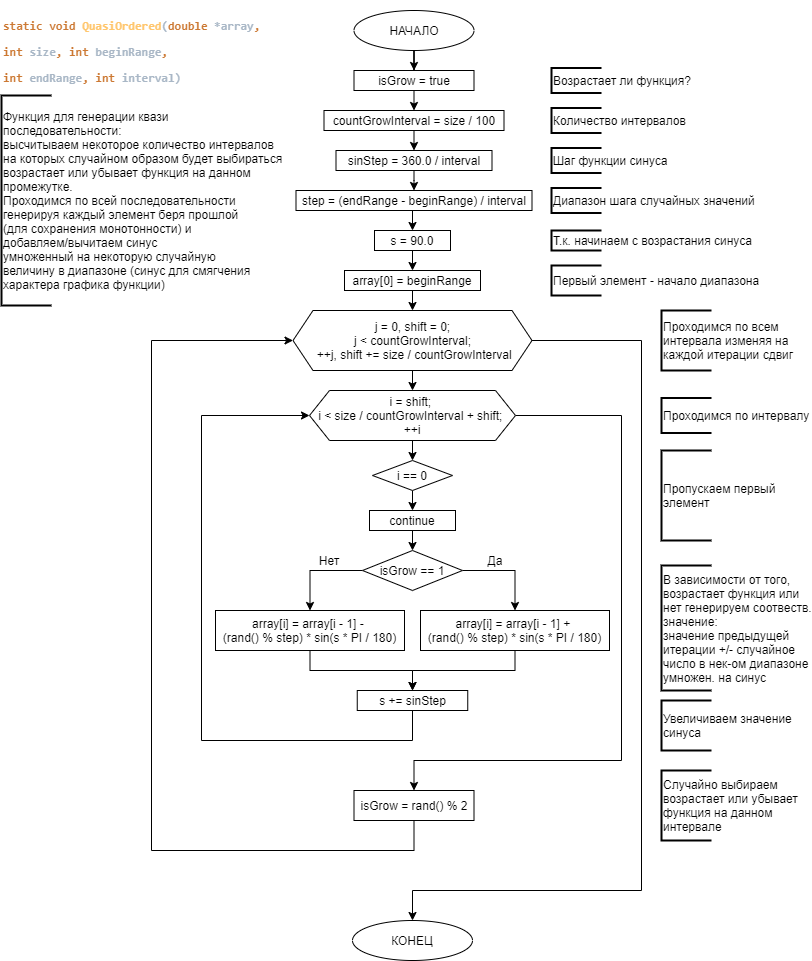 static void QuasiOrdered(double *array,
int size, int beginRange,
int endRange, int interval)
Функция для генерации квази
последовательности:
высчитываем некоторое количество интервалов
на которых случайном образом будет выбираться
возрастает или убывает функция на данном
промежутке.
Проходимся по всей последовательности
генерируя каждый элемент беря прошлой
(для сохранения монотонности) и
добавляем/вычитаем синус
умноженный на некоторую случайную
величину в диапазоне (синус для смягчения
характера графика функции)
НАЧАЛО
isGrow = true
Возрастает ли функция?
countGrowInterval = size / 100
Количество интервалов
sinStep = 360.0 / interval
Шаг функции синуса
step = (endRange - beginRange) / interval
Диапазон шага случайных значений
s = 90.0
Т.к. начинаем с возрастания синуса
array[0] = beginRange
Первый элемент - начало диапазона
j = 0, shift = 0;
j < countGrowInterval;
++j, shift += size / countGrowInterval
Проходимся по всем
интервала изменяя на
каждой итерации сдвиг
i = shift;
i < size / countGrowInterval + shift;
++i
Проходимся по интервалу
i == 0
Пропускаем первый
элемент
continue
isGrow == 1
Нет
Да
array[i] = array[i - 1] -
(rand() % step) * sin(s * PI / 180)
array[i] = array[i - 1] +
(rand() % step) * sin(s * PI / 180)
В зависимости от того,
возрастает функция или
нет генерируем соотвеств.
значение:
значение предыдущей
итерации +/- случайное
число в нек-ом диапазоне
умножен. на синус
s += sinStep
Увеличиваем значение
синуса
isGrow = rand() % 2
Случайно выбираем
возрастает или убывает
функция на данном
интервале
КОНЕЦ